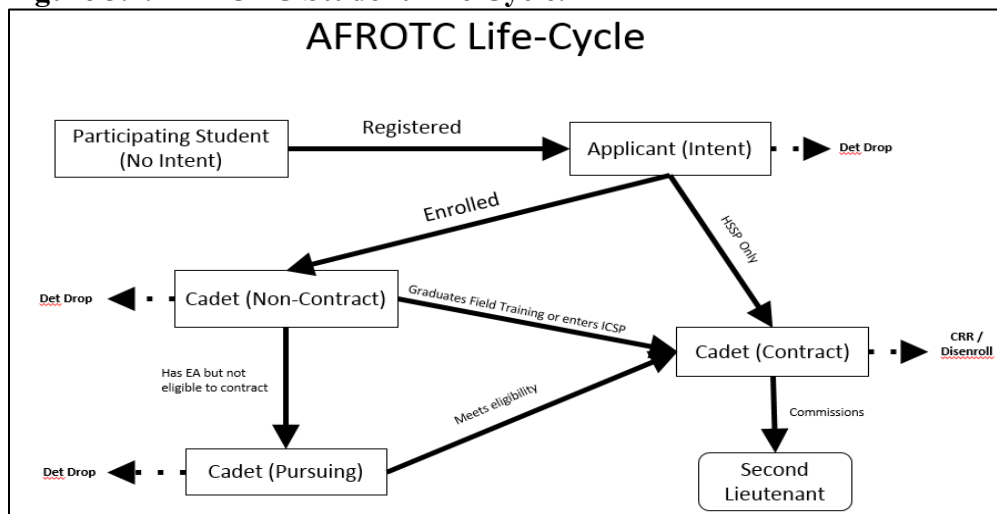 AFROTC Life-Cycle
Participating Student
(No Intent)
Registered
Applicant (Intent)
Det Drop
Enrolled
HSSP Only
Det Drop
Cadet (Non-Contract)
Graduates Field Training or enters ICSP
Cadet (Contract)
CRR /
Disenroll
Has EA but not
eligible to contract
Meets eligibility
Commissions
Det Drop
Cadet (Pursuing)
Second
Lieutenant